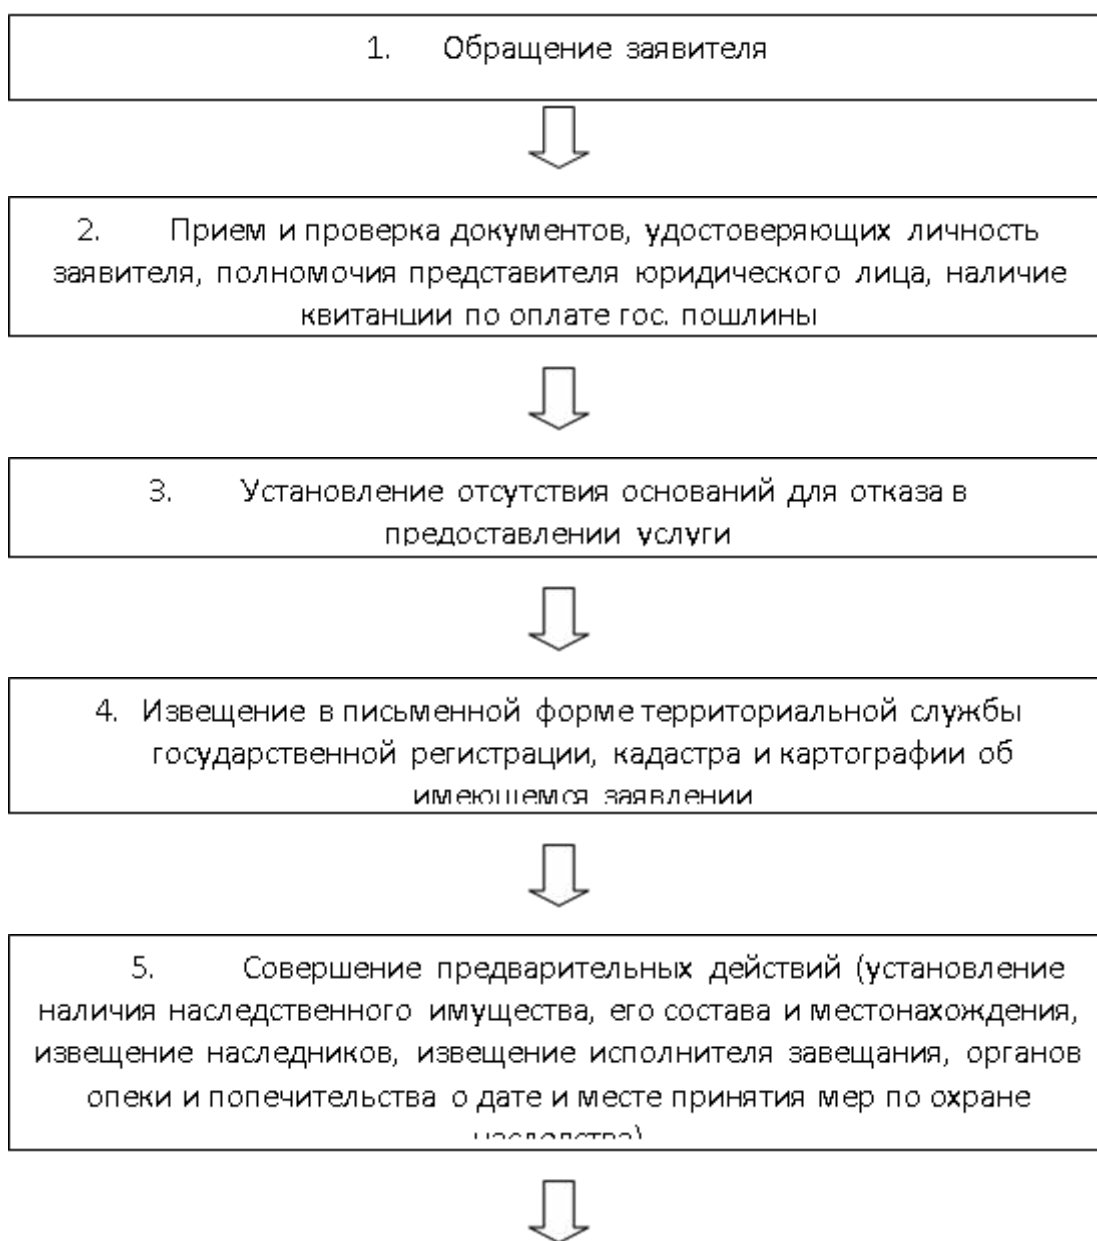 1. Обращение заявителя
2. Прием и проверка документов, удостоверяющих личность
заявителя, полномочия представителя юридического лица, наличие
квитанции по оплате гос. пошлины
3. Установление отсутствия оснований для отказа в
предоставлении услуги
4. Извещение в письменной форме территориальной службы
государственной регистрации, кадастра и картографии об
имеющемся заявлении
5. Совершение предварительных действий (установление
наличия наследственного имущества, его состава и местонахождения,
извещение наследников, извещение исполнителя завещания, органов
опеки и попечительства о дате и месте принятия мер по охране
наследства)